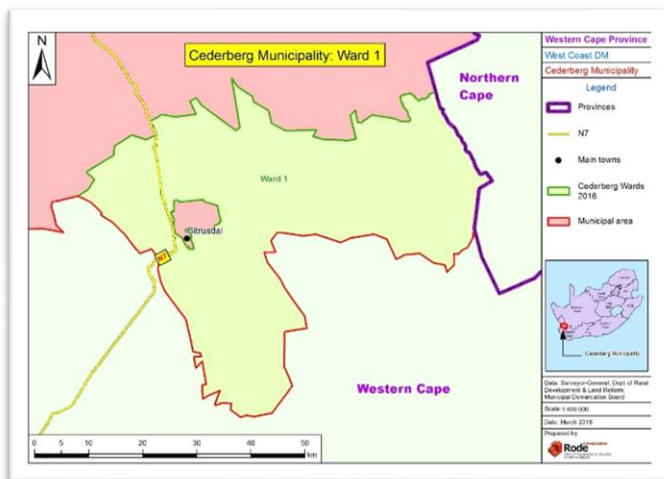 N
Cederberg Municipality: Ward 1
Northern
Cape
Ward 1
Sitrusdal
N7
Western Cape
0 5 10 20 30 40 50
km
Western Cape Province
West Coast DM
Cederberg Municipality
Legend
Provinces
N7
Main towns
Cederberg Wards
2016
Municipal area
Cederberg Municipality
Data: Surveyor-General, Dept of Rural
Development & Land Reform,
Municipal Demarcation Board
Scale 1:400 000
Date: March 2018
Prepared by
Rode